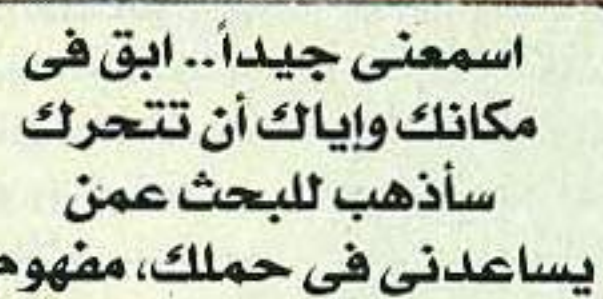 اسمعنى جيداً.. ابق فى
مكانك وإياك أن تتحرك
سأذهب للبحث عمن
يساعدنى فى حملك، مفهوم